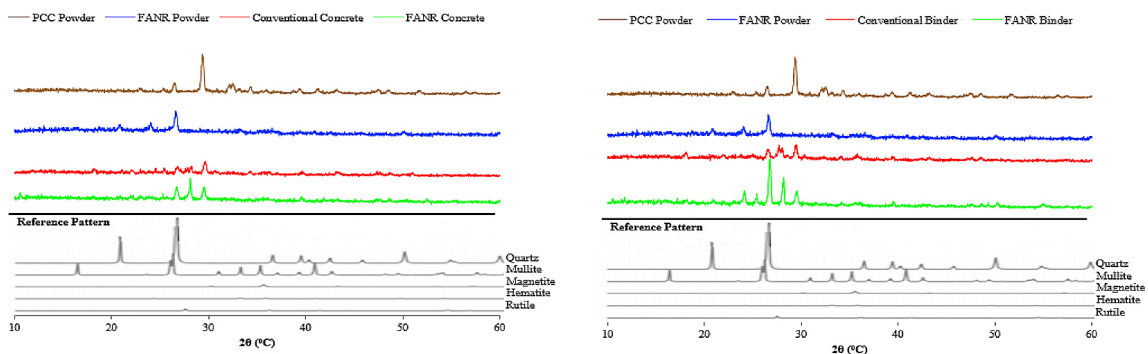 PCC Powder FANR Powder Conventional Concrete FANR Concrete
Reference Pattern
Quartz
Mullite
Magnetite
Hematite
Rutile
10 20 30 40 50 60
2θ (ºC)
PCC Powder FANR Powder Conventional Binder FANR Binder
Reference Pattern
Quartz
Mullite
Magnetite
Hematite
Rutile
10 20 30 40 50 60
2θ (ºC)